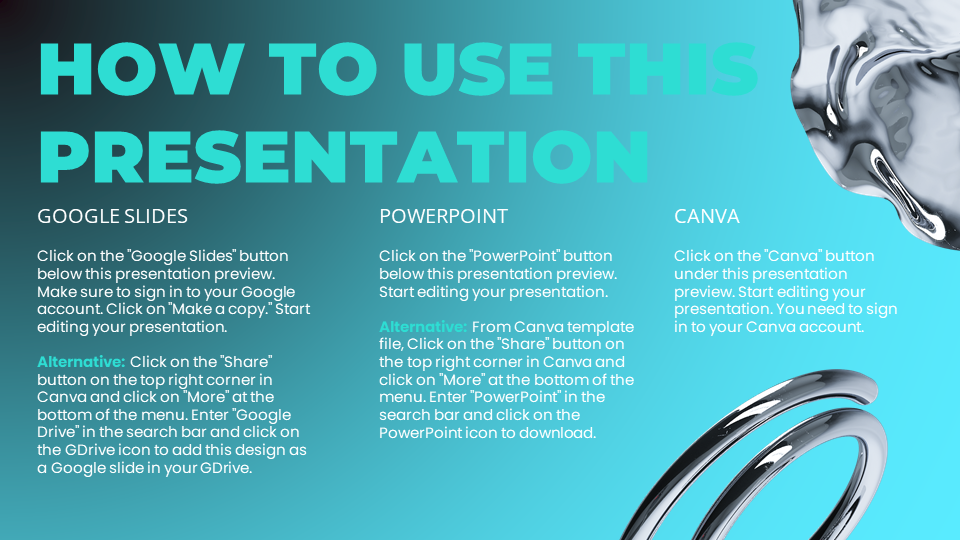 HOW TO USE THIS
PRESENTATION
GOOGLE SLIDES
Click on the "Google Slides" button
below this presentation preview.
Make sure to sign in to your Google
account. Click on "Make a copy." Start
editing your presentation.
Alternative: Click on the "Share"
button on the top right corner in
Canva and click on "More" at the
bottom of the menu. Enter "Google
Drive" in the search bar and click on
the GDrive icon to add this design as
a Google slide in your GDrive.
POWERPOINT
Click on the "PowerPoint" button
below this presentation preview.
Start editing your presentation.
Alternative: From Canva template
file, Click on the "Share" button on
the top right corner in Canva and
click on "More" at the bottom of the
menu. Enter "PowerPoint" in the
search bar and click on the
PowerPoint icon to download.
CANVA
Click on the "Canva" button
under this presentation
preview. Start editing your
presentation. You need to sign
in to your Canva account.